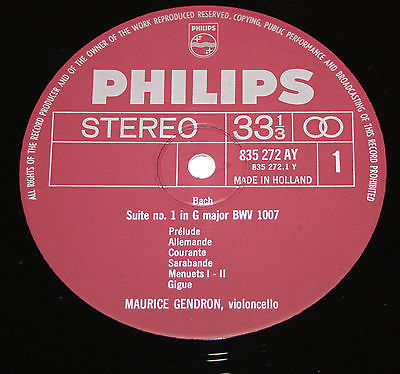 ALL RIGHTS OF THE RECORD PRODUCER AND OF THE OWNER OF THE WORK REPRODUCED RESERVED, COPYING, PUBLIC PERFORMANCE AND BROADCASTING OF THIS RECORD PROHIBITED
PHILIPS
PHILIPS
STEREO 33 1/3
835 272 AY
835 272.1 Y
MADE IN HOLLAND
1
Bach
Suite no. 1 in G major BWV 1007
Prélude
Allemande
Courante
Sarabande
Menuets I - II
Gigue
MAURICE GENDRON, violoncello